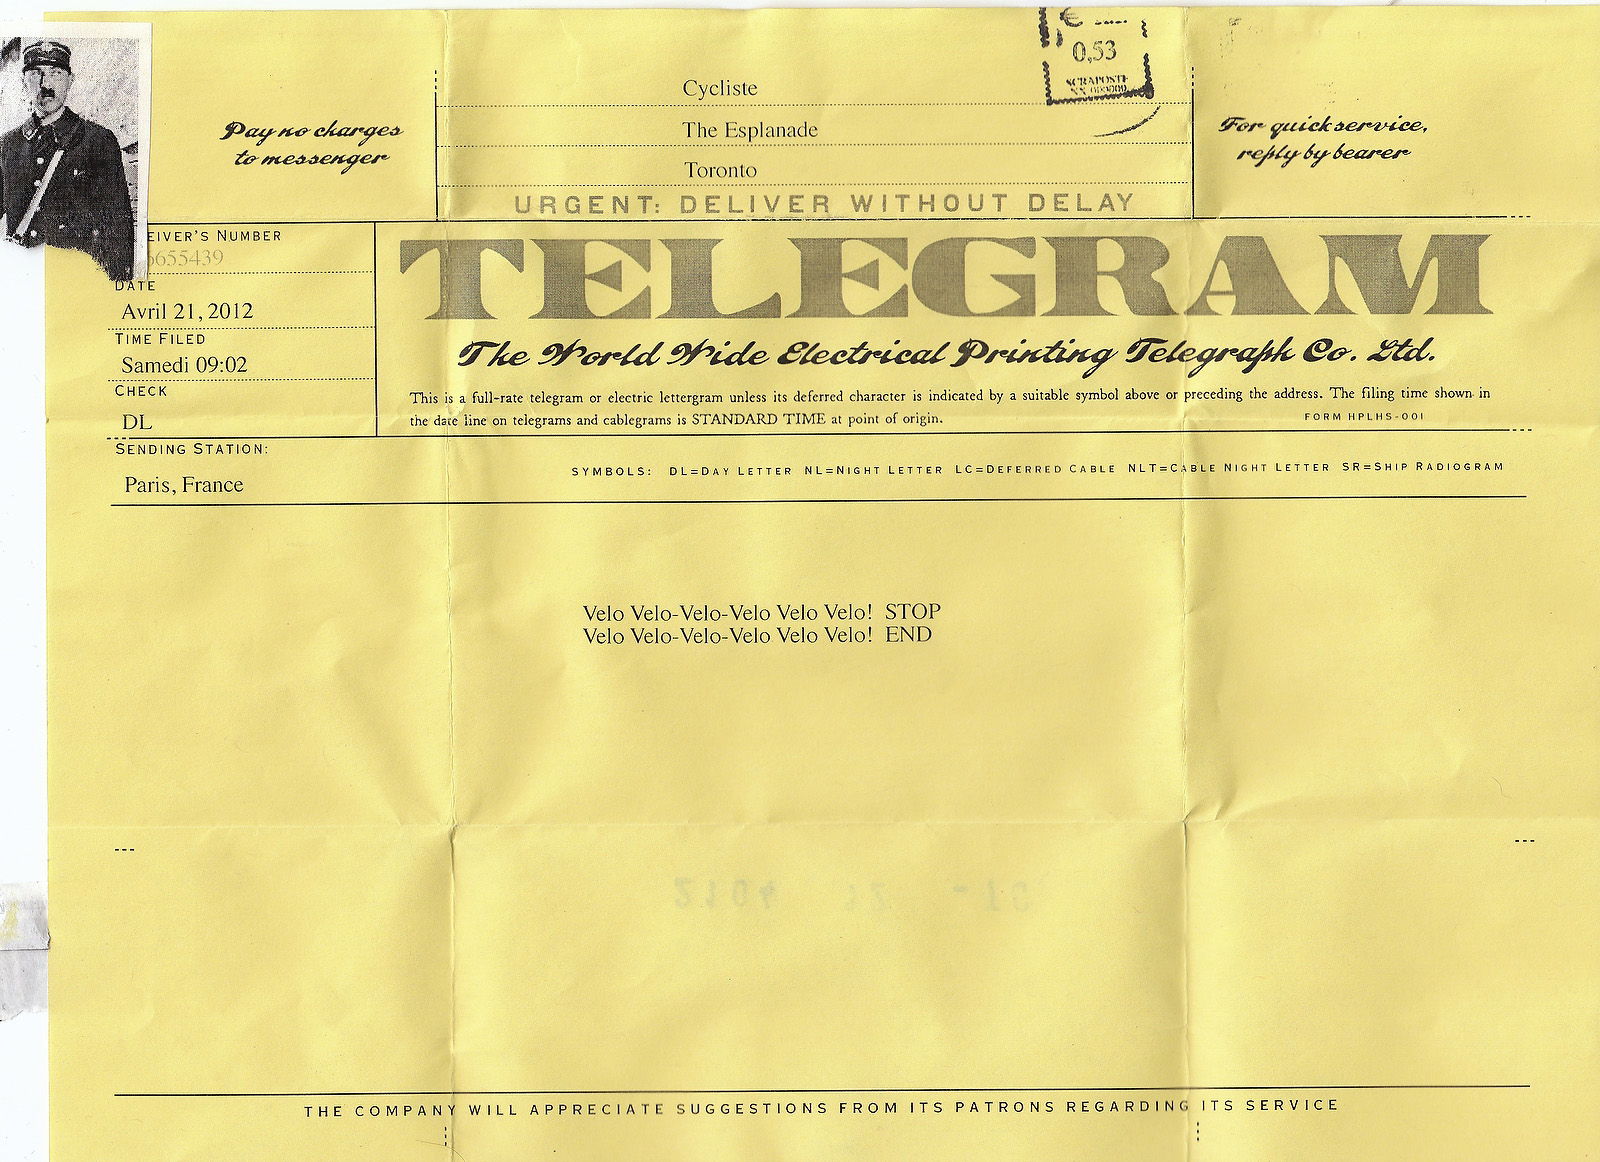 0,53
SCRAPOSTE
Cycliste
The Esplanade
Toronto
Pay no charges
to messenger
For quick service,
reply by bearer
URGENT: DELIVER WITHOUT DELAY
EIVER'S NUMBER
655439
DATE
Avril 21, 2012
TIME FILED
Samedi 09:02
CHECK
DL
TELEGRAM
The World Wide Electrical Printing Telegraph Co. Ltd.
This is a full-rate telegram or electric lettergram unless its deferred character is indicated by a suitable symbol above or preceding the address. The filing time shown in
the date line on telegrams and cablegrams is STANDARD TIME at point of origin.
FORM HPLHS-001
SENDING STATION:
Paris, France
SYMBOLS: DL=DAY LETTER NL=NIGHT LETTER LC=DEFERRED CABLE NLT=CABLE NIGHT LETTER SR=SHIP RADIOGRAM
Velo Velo-Velo-Velo Velo Velo! STOP
Velo Velo-Velo-Velo Velo Velo! END
THE COMPANY WILL APPRECIATE SUGGESTIONS FROM ITS PATRONS REGARDING ITS SERVICE